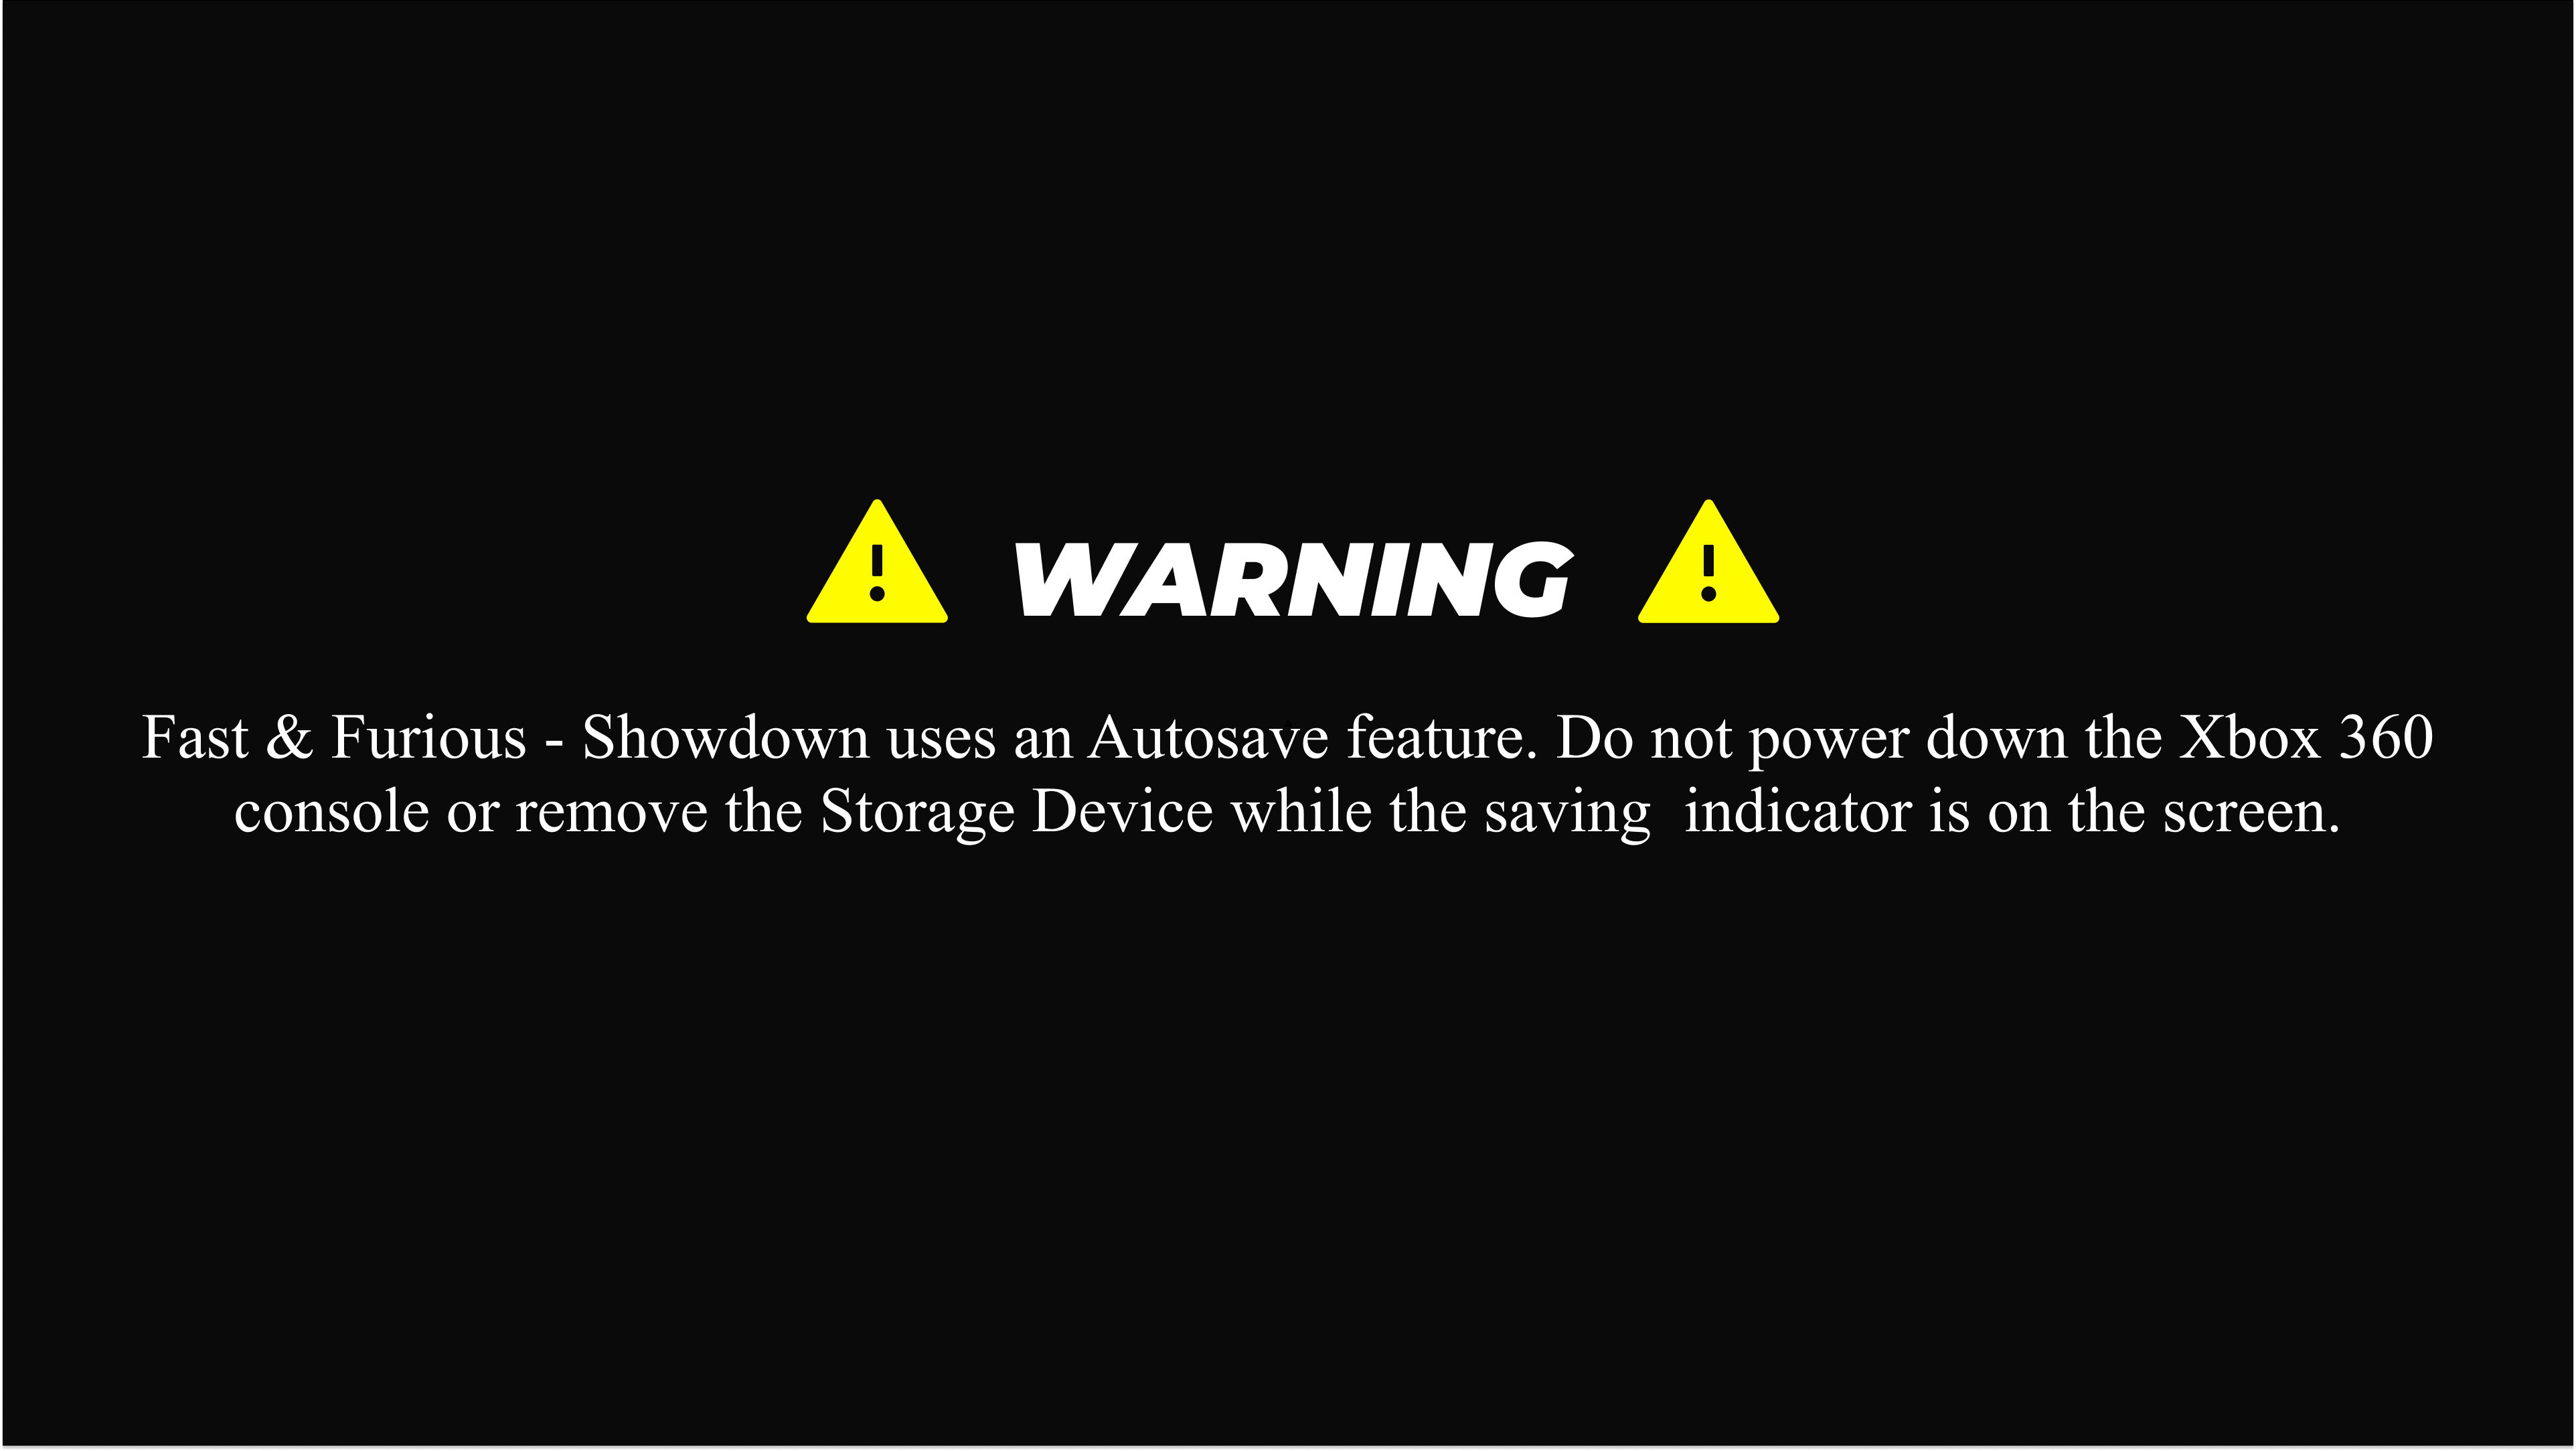 WARNING
Fast & Furious - Showdown uses an Autosave feature. Do not power down the Xbox 360
console or remove the Storage Device while the saving  indicator is on the screen.